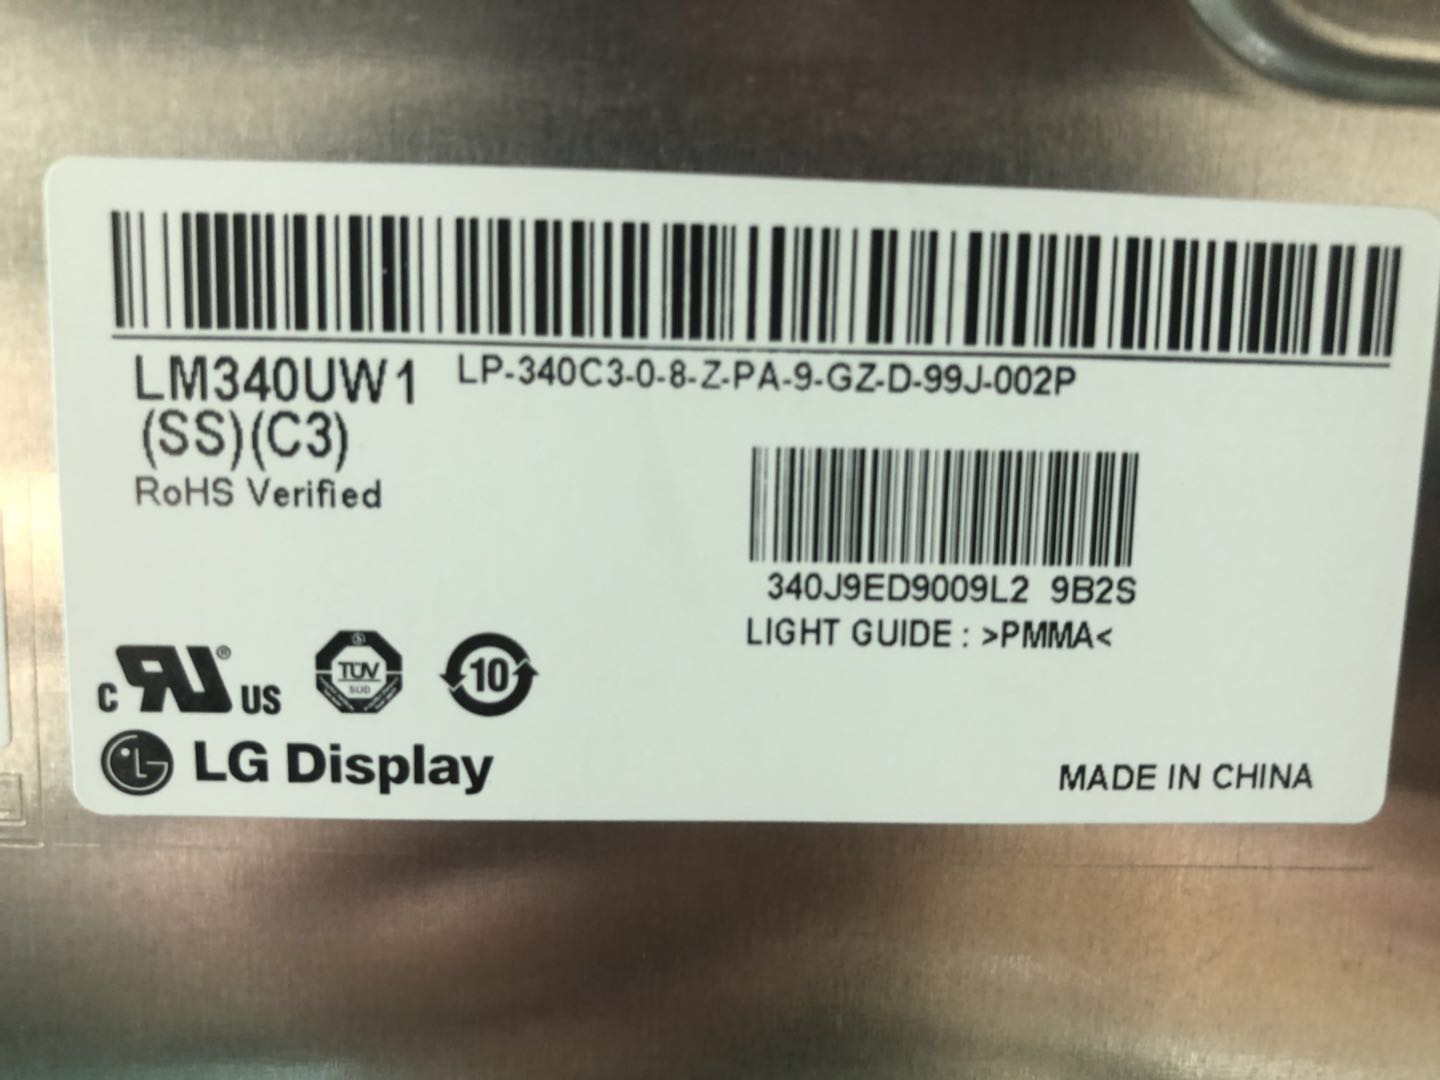 LM340UW1 LP-340C3-0-8-Z-PA-9-GZ-D-99J-002P
(SS)(C3)
RoHS Verified
340J9ED9009L2 9B2S
LIGHT GUIDE : >PMMA<
C US ®
TÜV
SUD
10
LG Display
MADE IN CHINA